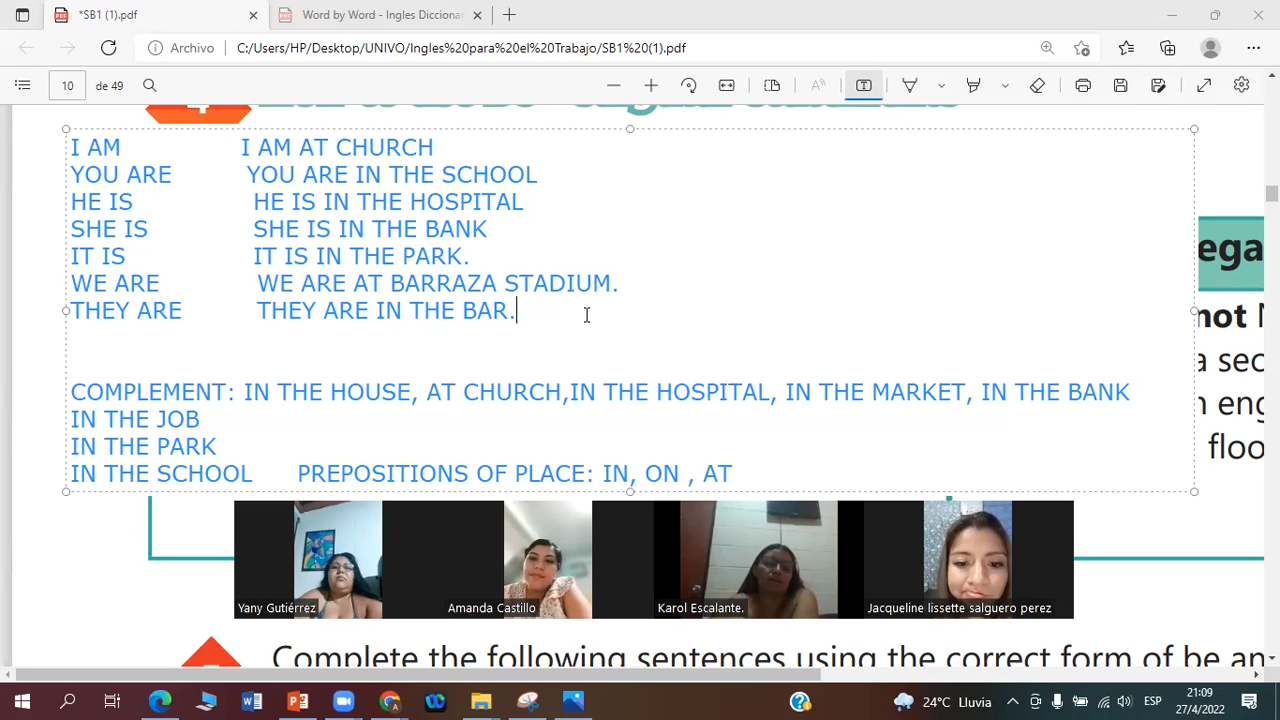 *SB1 (1).pdf
Word by Word - Ingles Diccionar
Archivo
C:/Users/HP/Desktop/UNIVO/Ingles%20para%20el%20Trabajo/SB1%20(1).pdf
10 de 49
I AM I AM AT CHURCH
YOU ARE YOU ARE IN THE SCHOOL
HE IS HE IS IN THE HOSPITAL
SHE IS SHE IS IN THE BANK
IT IS IT IS IN THE PARK.
WE ARE WE ARE AT BARRAZA STADIUM.
THEY ARE THEY ARE IN THE BAR.
COMPLEMENT: IN THE HOUSE, AT CHURCH,IN THE HOSPITAL, IN THE MARKET, IN THE BANK
IN THE JOB
IN THE PARK
IN THE SCHOOL PREPOSITIONS OF PLACE: IN, ON , AT
ega
not
a sec
eng
floo
Yany Gutiérrez
Amanda Castillo
Karol Escalante.
Jacqueline lissette salguero perez
Complete the following sentences using the correct form of be an
24°C Lluvia
ESP
21:09
27/4/2022